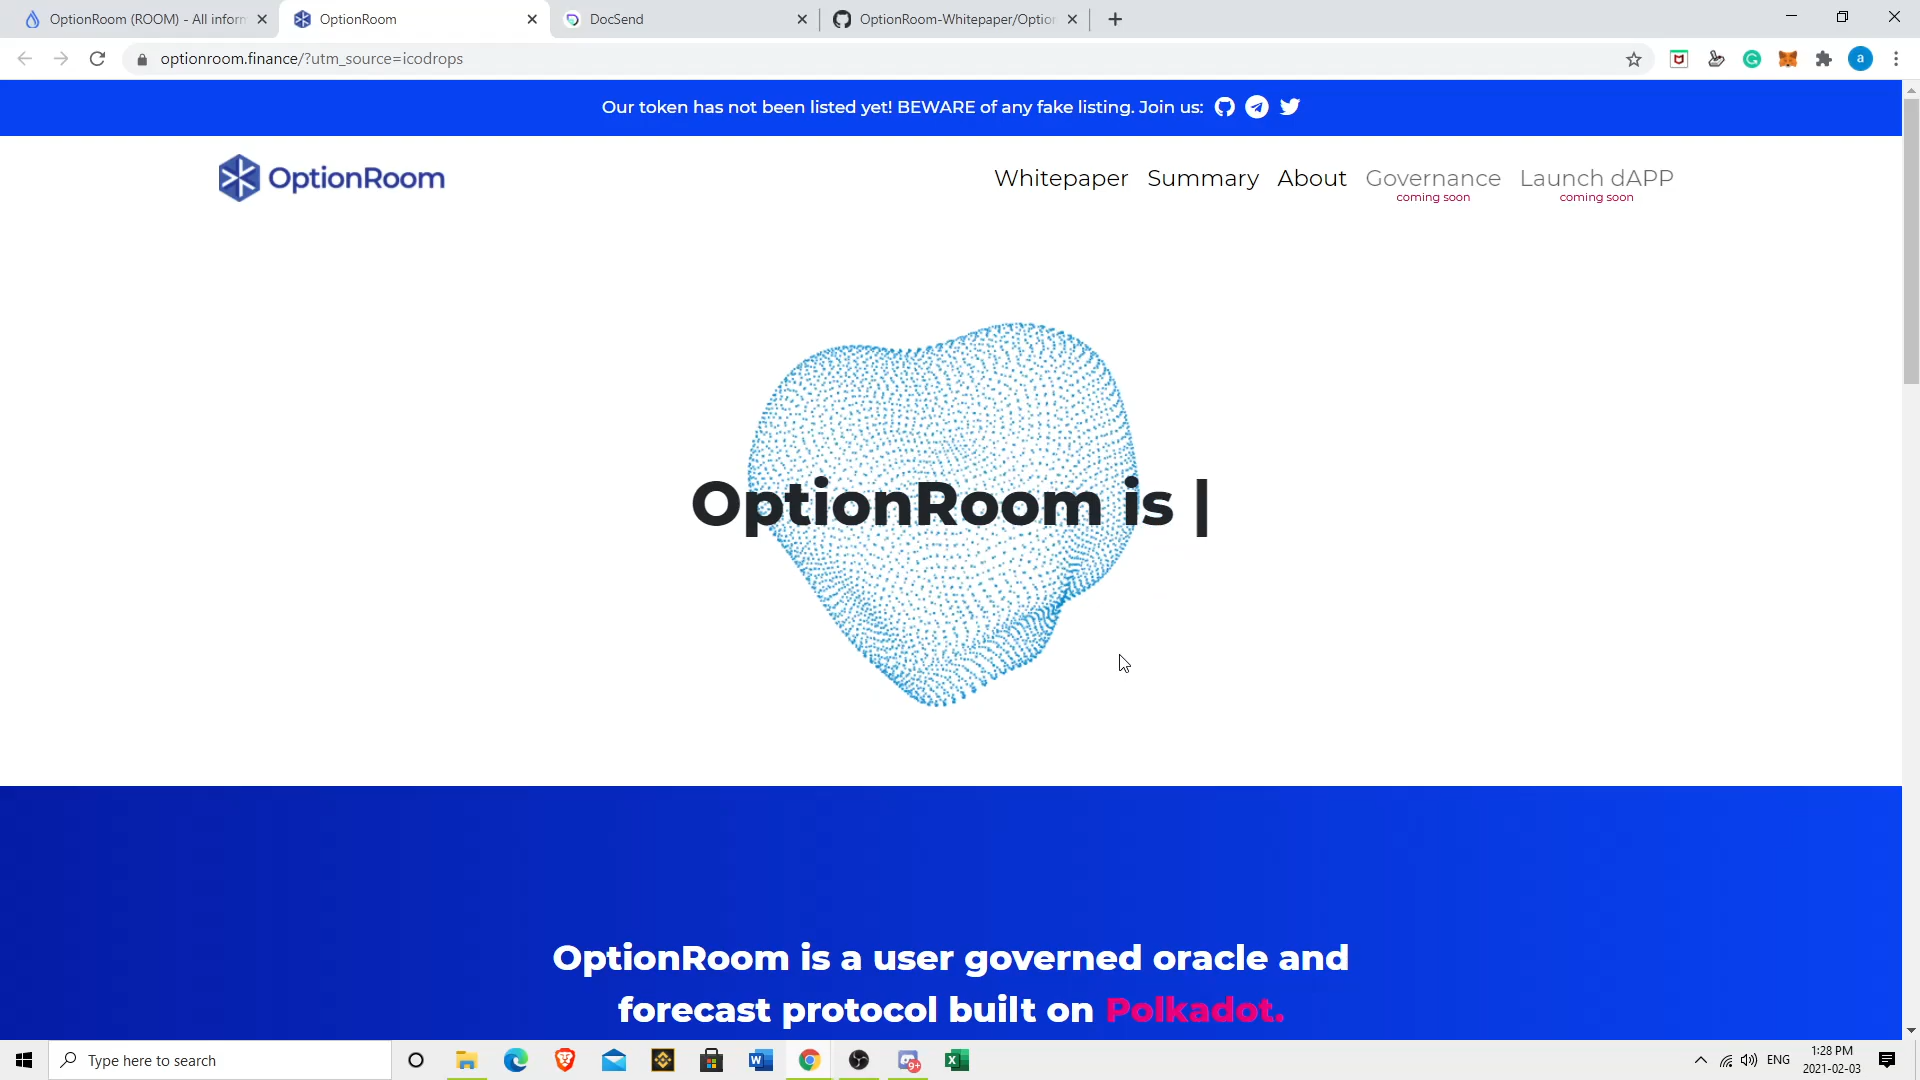 OptionRoom (ROOM) - All inform
OptionRoom
DocSend
OptionRoom-Whitepaper/Option
optionroom.finance/?utm_source=icodrops
a
Our token has not been listed yet! BEWARE of any fake listing. Join us:
OptionRoom
Whitepaper
Summary
About
Governance
coming soon
Launch dAPP
coming soon
OptionRoom is |
OptionRoom is a user governed oracle and
forecast protocol built on Polkadot.
Type here to search
9+
ENG
1:28 PM
2021-02-03